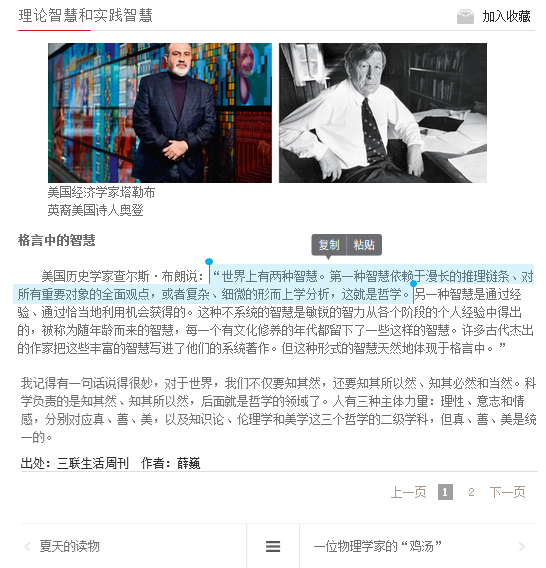 理论智慧和实践智慧
加入收藏
美国经济学家塔勒布
英裔美国诗人奥登
格言中的智慧
复制 粘贴
美国历史学家查尔斯·布朗说：“世界上有两种智慧。第一种智慧依赖于漫长的推理链条、对
所有重要对象的全面观点，或者复杂、细微的形而上学分析，这就是哲学。另一种智慧是通过经
验、通过恰当地利用机会获得的。这种不系统的智慧是敏锐的智力从各个阶段的个人经验中得出
的，被称为随年龄而来的智慧，每一个有文化修养的年代都留下了一些这样的智慧。许多古代杰出
的作家把这些丰富的智慧写进了他们的系统著作。但这种形式的智慧天然地体现于格言中。”
我记得有一句话说得很妙，对于世界，我们不仅要知其然，还要知其所以然、知其必然和当然。科
学负责的是知其然、知其所以然，后面就是哲学的领域了。人有三种主体力量：理性、意志和情
感，分别对应真、善、美，以及知识论、伦理学和美学这三个哲学的二级学科，但真、善、美是统
一的。
出处：三联生活周刊 作者：薛巍
上一页 1 2 下一页
夏天的读物
一位物理学家的“鸡汤”